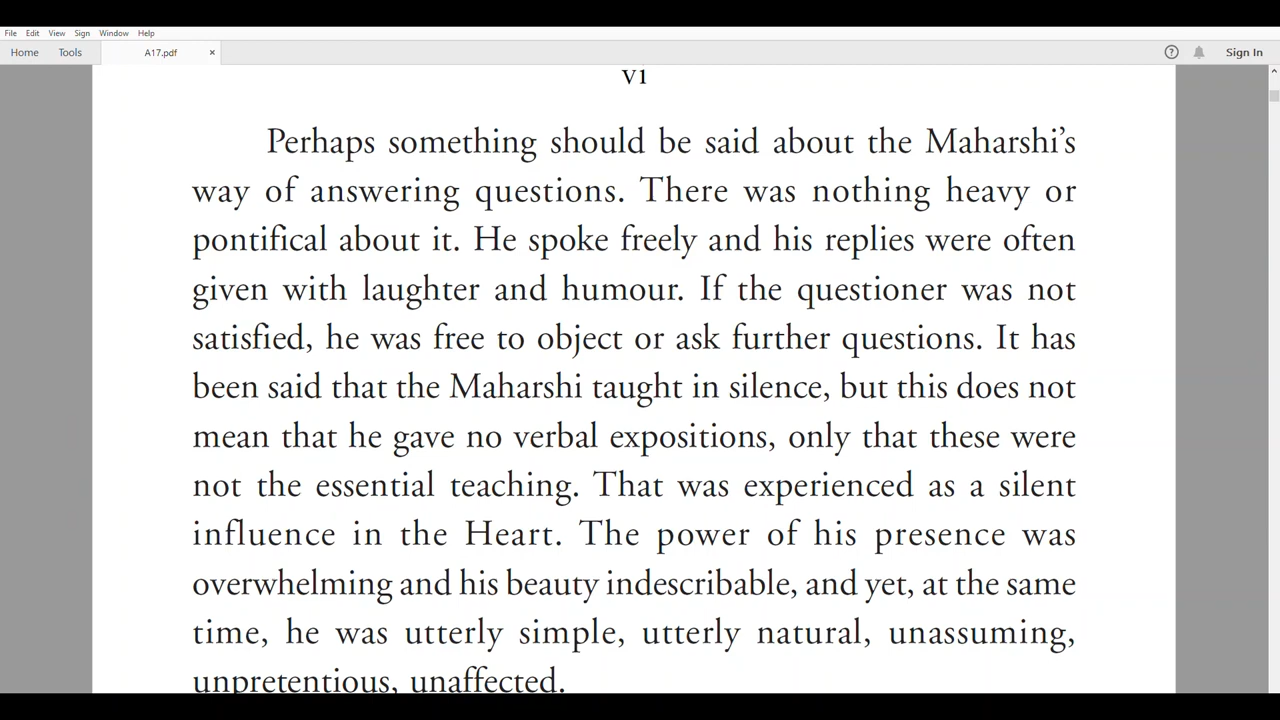 File Edit View Sign Window Help
Home Tools A17.pdf × ? Sign In
V1
Perhaps something should be said about the Maharshi’s
way of answering questions. There was nothing heavy or
pontifical about it. He spoke freely and his replies were often
given with laughter and humour. If the questioner was not
satisfied, he was free to object or ask further questions. It has
been said that the Maharshi taught in silence, but this does not
mean that he gave no verbal expositions, only that these were
not the essential teaching. That was experienced as a silent
influence in the Heart. The power of his presence was
overwhelming and his beauty indescribable, and yet, at the same
time, he was utterly simple, utterly natural, unassuming,
unpretentious, unaffected.